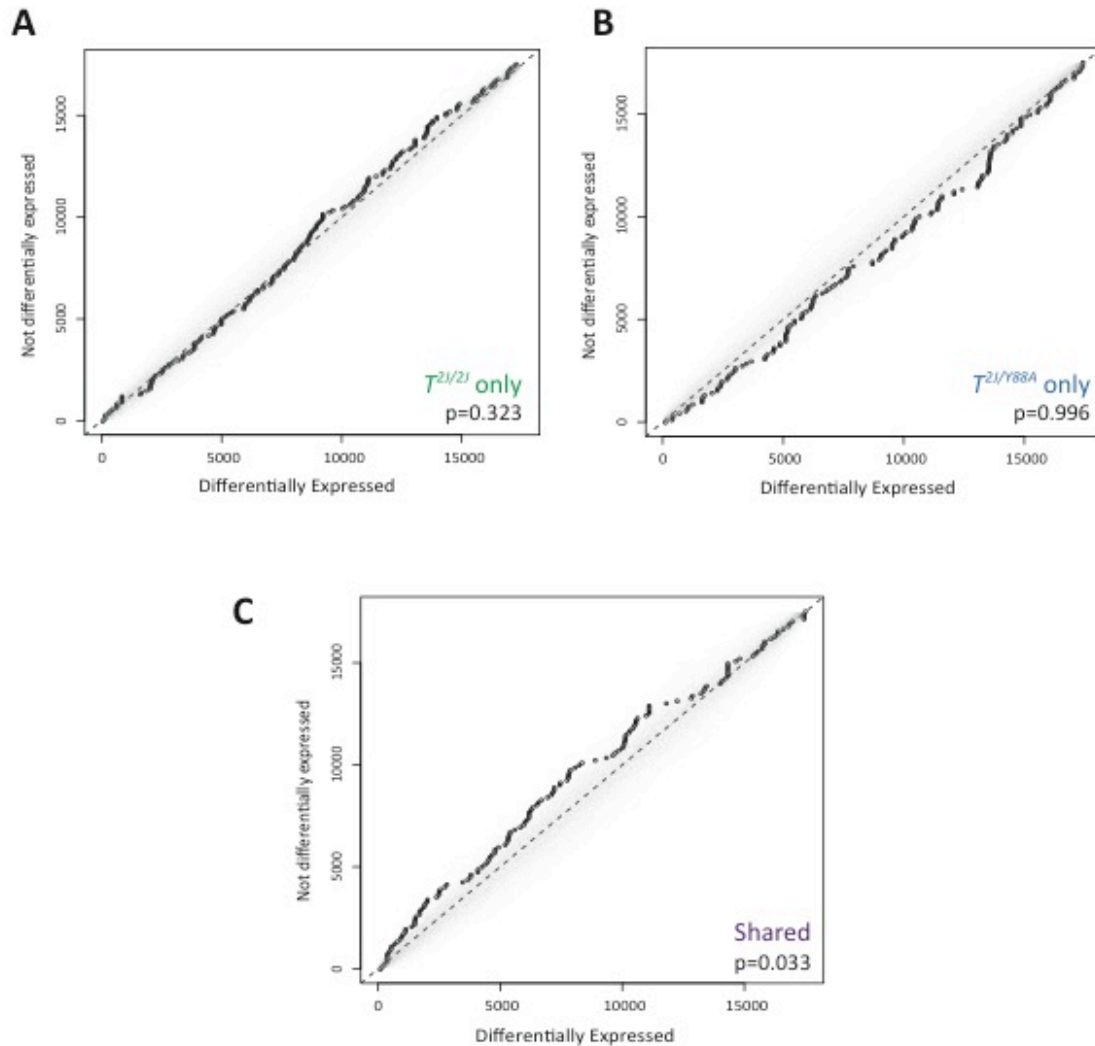 A
Not differentially expressed
0
5000
10000
15000
0 5000 10000 15000
Differentially Expressed
T2J/2J only
p=0.323
B
Not differentially expressed
0
5000
10000
15000
0 5000 10000 15000
Differentially Expressed
T2J/Y88A only
p=0.996
C
Not differentially expressed
0
5000
10000
15000
0 5000 10000 15000
Differentially Expressed
Shared
p=0.033